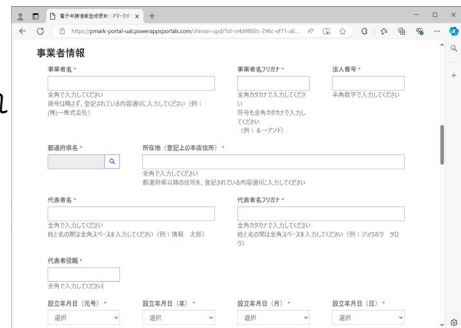 電子申請情報登録更新 | Pマークポ
https://pmark-portal-uat.powerappsportals.com/shinsei-upd/?id=e4d4892c-296c-ef11-a6...
事業者情報
事業者名 *
事業者名フリガナ *
法人番号 *
全角で入力してください
商号は略さず、登記されている内容通りに入力してください（例：
(株)→株式会社）
全角カタカナで入力してくださ
い
符号も全角カタカナで入力し
てください
（例：＆→アンド）
半角数字で入力してください
都道府県名 *
所在地（登記上の本店住所） *
全角で入力してください
都道府県以降の住所を、登記されている内容通りに入力してください
代表者名 *
代表者名フリガナ *
全角で入力してください
姓と名の間は全角スペースを入力してください（例：情報　太郎）
全角カタカナで入力してください
姓と名の間は全角スペースを入力してください（例：ジョウホウ　タロ
ウ）
代表者役職 *
全角で入力してください
設立年月日（元号） *
設立年月日（年） *
設立年月日（月） *
設立年月日（日） *
選択
選択
選択
選択